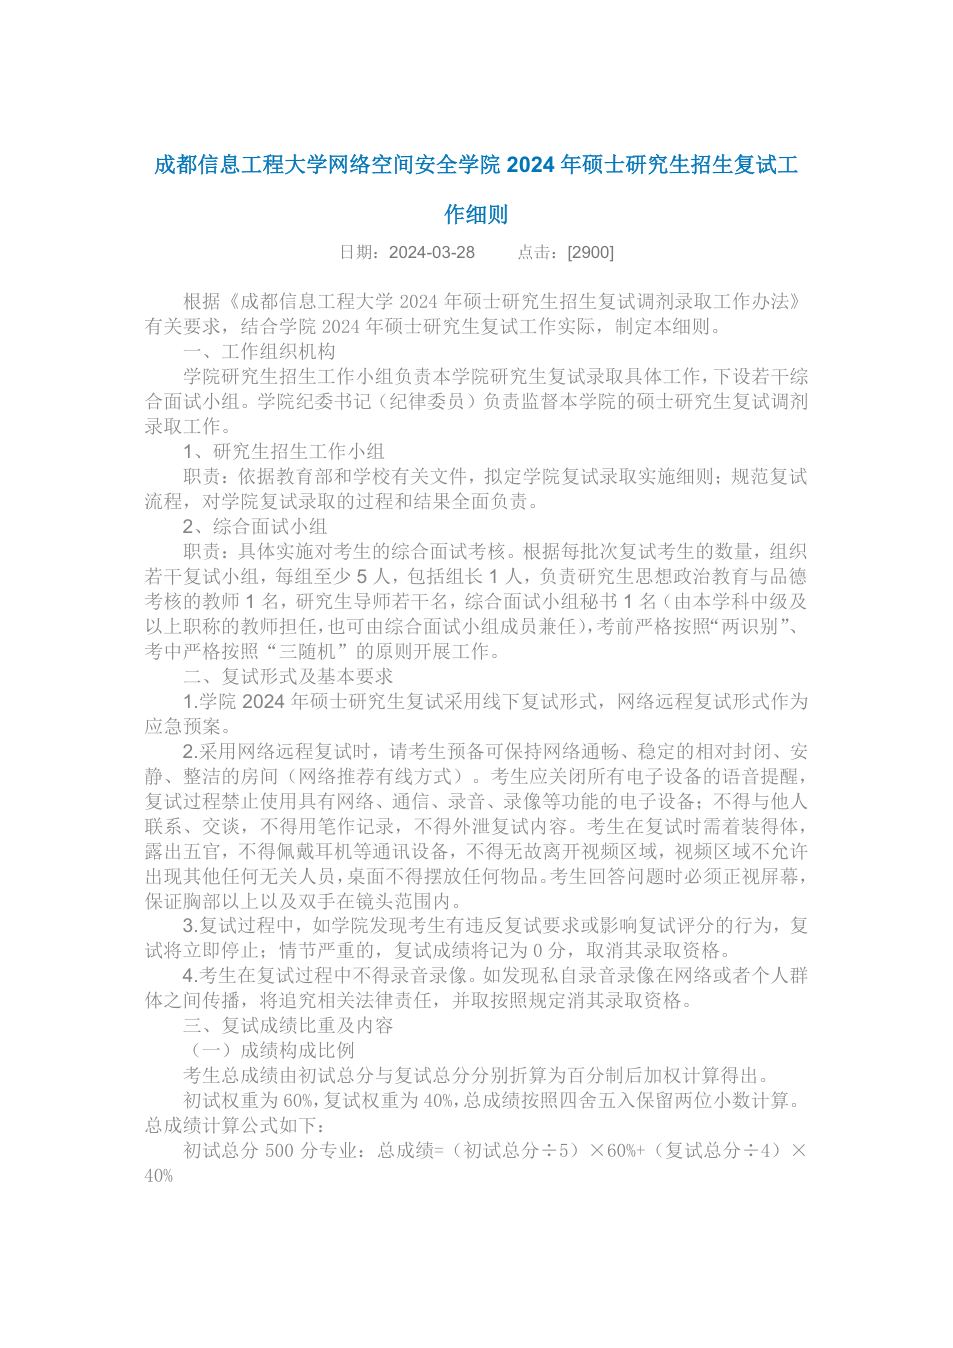 成都信息工程大学网络空间安全学院 2024 年硕士研究生招生复试工
作细则
日期：2024-03-28 点击：[2900]
根据《成都信息工程大学 2024 年硕士研究生招生复试调剂录取工作办法》
有关要求，结合学院 2024 年硕士研究生复试工作实际，制定本细则。
一、工作组织机构
学院研究生招生工作小组负责本学院研究生复试录取具体工作，下设若干综
合面试小组。学院纪委书记（纪律委员）负责监督本学院的硕士研究生复试调剂
录取工作。
1、研究生招生工作小组
职责：依据教育部和学校有关文件，拟定学院复试录取实施细则；规范复试
流程，对学院复试录取的过程和结果全面负责。
2、综合面试小组
职责：具体实施对考生的综合面试考核。根据每批次复试考生的数量，组织
若干复试小组，每组至少 5 人，包括组长 1 人，负责研究生思想政治教育与品德
考核的教师 1 名，研究生导师若干名，综合面试小组秘书 1 名（由本学科中级及
以上职称的教师担任，也可由综合面试小组成员兼任），考前严格按照“两识别”、
考中严格按照“三随机”的原则开展工作。
二、复试形式及基本要求
1.学院 2024 年硕士研究生复试采用线下复试形式，网络远程复试形式作为
应急预案。
2.采用网络远程复试时，请考生预备可保持网络通畅、稳定的相对封闭、安
静、整洁的房间（网络推荐有线方式）。考生应关闭所有电子设备的语音提醒，
复试过程禁止使用具有网络、通信、录音、录像等功能的电子设备；不得与他人
联系、交谈，不得用笔作记录，不得外泄复试内容。考生在复试时需着装得体，
露出五官，不得佩戴耳机等通讯设备，不得无故离开视频区域，视频区域不允许
出现其他任何无关人员，桌面不得摆放任何物品。考生回答问题时必须正视屏幕，
保证胸部以上以及双手在镜头范围内。
3.复试过程中，如学院发现考生有违反复试要求或影响复试评分的行为，复
试将立即停止；情节严重的，复试成绩将记为 0 分，取消其录取资格。
4.考生在复试过程中不得录音录像。如发现私自录音录像在网络或者个人群
体之间传播，将追究相关法律责任，并取按照规定消其录取资格。
三、复试成绩比重及内容
（一）成绩构成比例
考生总成绩由初试总分与复试总分分别折算为百分制后加权计算得出。
初试权重为 60%，复试权重为 40%，总成绩按照四舍五入保留两位小数计算。
总成绩计算公式如下：
初试总分 500 分专业：总成绩=（初试总分÷5）×60%+（复试总分÷4）×
40%